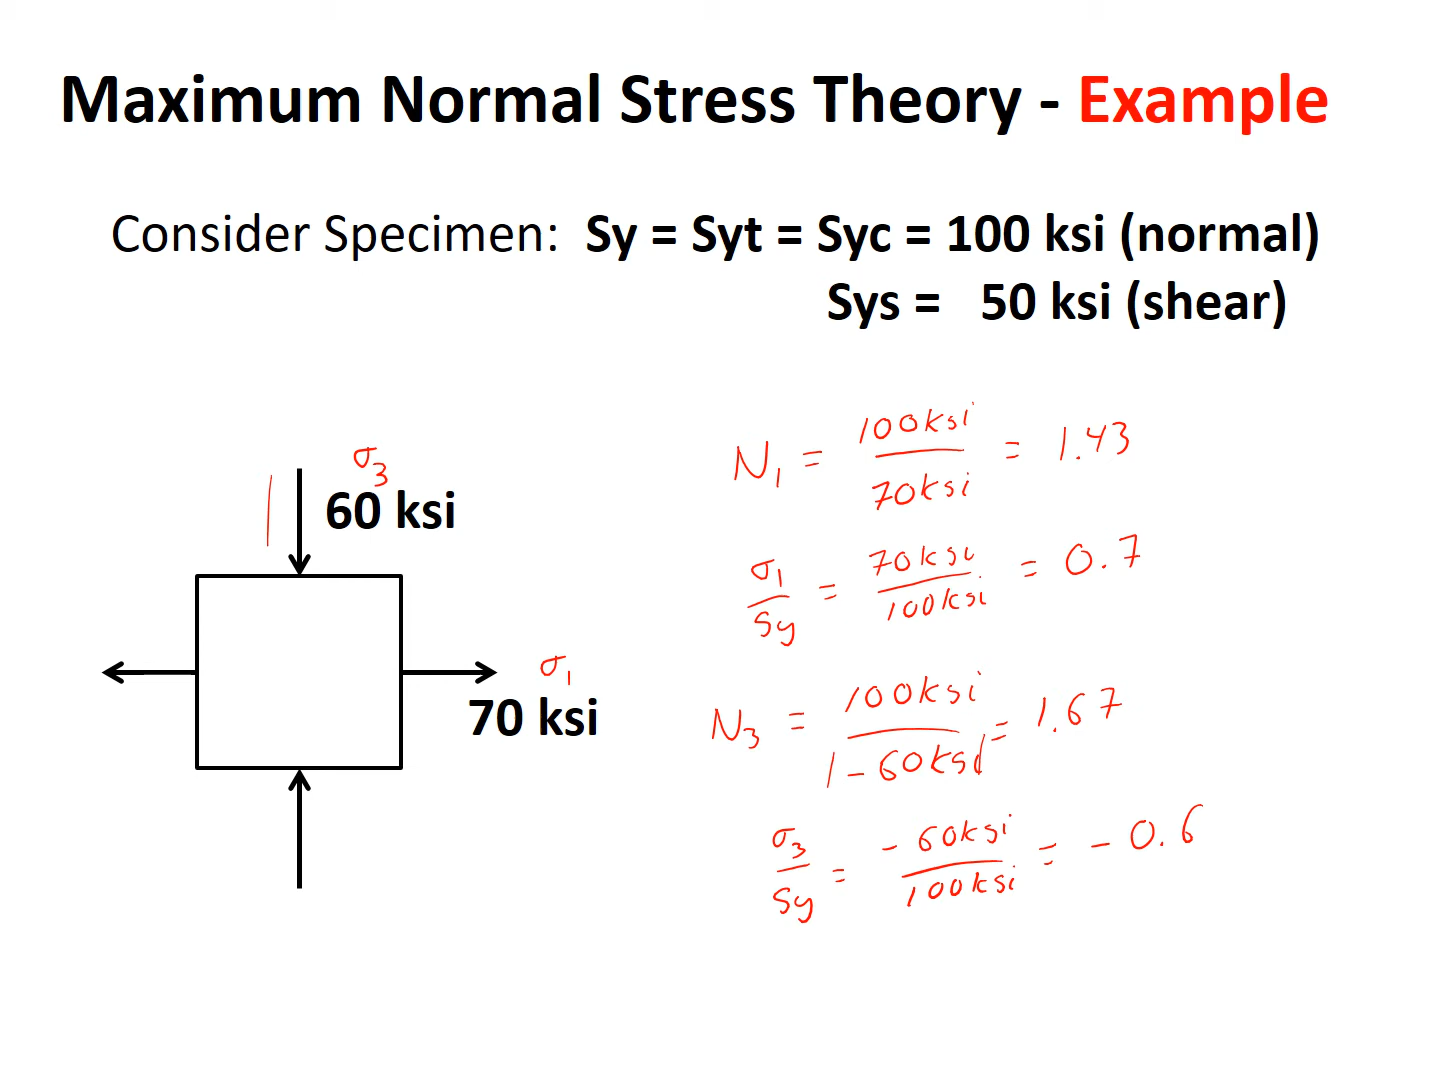 Maximum Normal Stress Theory - Example
Consider Specimen: Sy = Syt = Syc = 100 ksi (normal)
Sys = 50 ksi (shear)
σ3
60 ksi
σ1
70 ksi
N1 = 100ksi / 70ksi = 1.43
σ1 / Sy = 70ksi / 100ksi = 0.7
N3 = 100ksi / |-60ksi| = 1.67
σ3 / Sy = -60ksi / 100ksi = -0.6